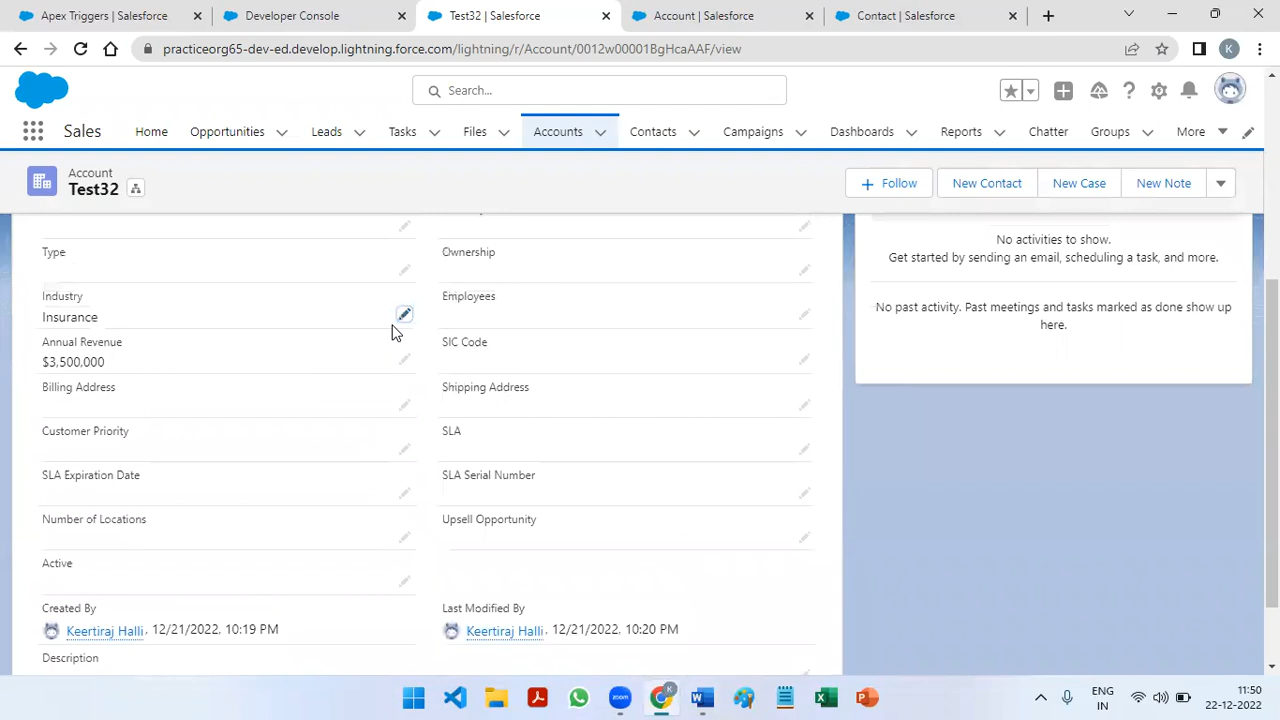 Apex Triggers | Salesforce
Developer Console
Test32 | Salesforce
Account | Salesforce
Contact | Salesforce
practiceorg65-dev-ed.develop.lightning.force.com/lightning/r/Account/0012w00001BgHcaAAF/view
K
Search...
Sales
Home
Opportunities
Leads
Tasks
Files
Accounts
Contacts
Campaigns
Dashboards
Reports
Chatter
Groups
More
Account
Test32
Follow
New Contact
New Case
New Note
Type
Ownership
Industry
Insurance
Employees
Annual Revenue
$3,500,000
SIC Code
Billing Address
Shipping Address
Customer Priority
SLA
SLA Expiration Date
SLA Serial Number
Number of Locations
Upsell Opportunity
Active
Created By
Keertiraj Halli, 12/21/2022, 10:19 PM
Last Modified By
Keertiraj Halli, 12/21/2022, 10:20 PM
Description
No activities to show.
Get started by sending an email, scheduling a task, and more.
No past activity. Past meetings and tasks marked as done show up
here.
ENG
IN
11:50
22-12-2022